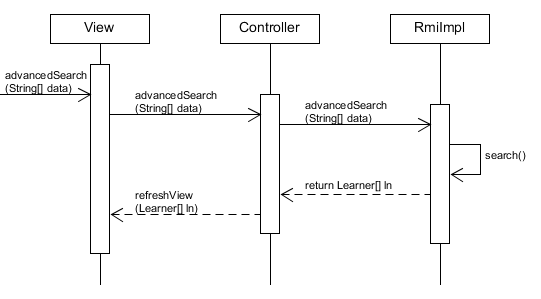 View
Controller
RmiImpl
advancedSearch
(String[] data)
advancedSearch
(String[] data)
advancedSearch
(String[] data)
search()
return Learner[] ln
refreshView
(Learner[] ln)